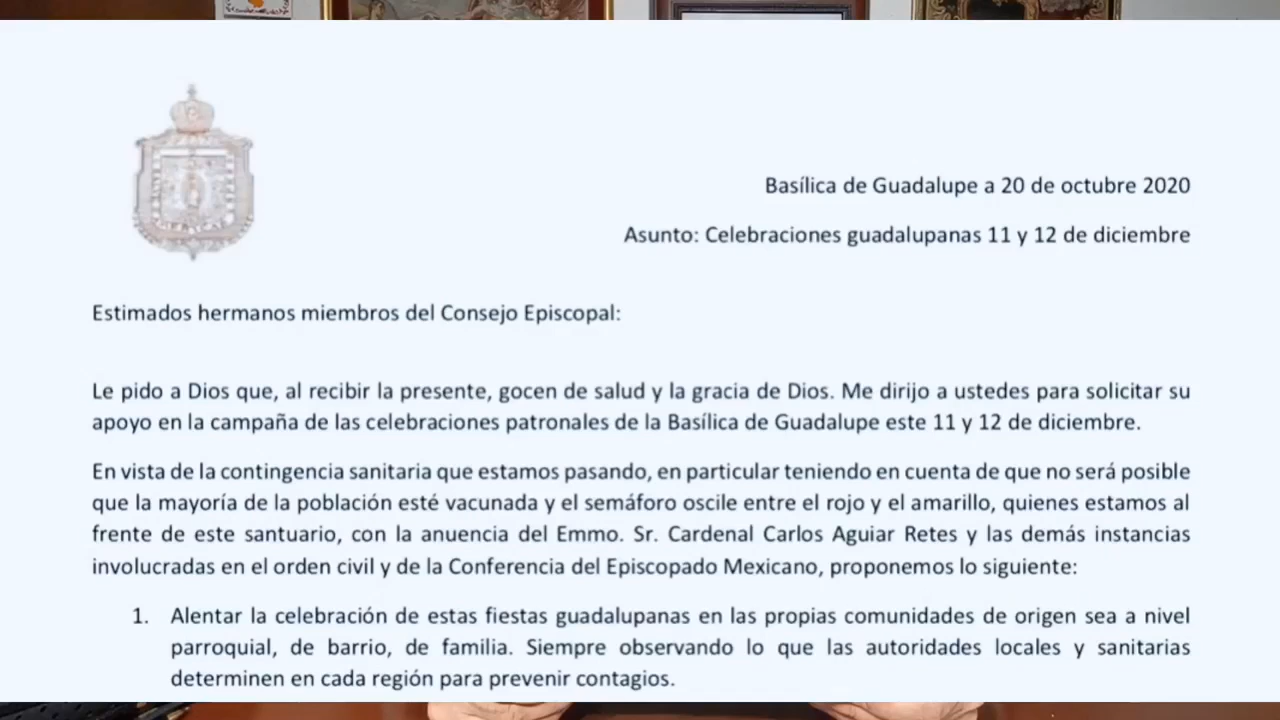 Basílica de Guadalupe a 20 de octubre 2020
Asunto: Celebraciones guadalupanas 11 y 12 de diciembre
Estimados hermanos miembros del Consejo Episcopal:
Le pido a Dios que, al recibir la presente, gocen de salud y la gracia de Dios. Me dirijo a ustedes para solicitar su
apoyo en la campaña de las celebraciones patronales de la Basílica de Guadalupe este 11 y 12 de diciembre.
En vista de la contingencia sanitaria que estamos pasando, en particular teniendo en cuenta de que no será posible
que la mayoría de la población esté vacunada y el semáforo oscile entre el rojo y el amarillo, quienes estamos al
frente de este santuario, con la anuencia del Emmo. Sr. Cardenal Carlos Aguiar Retes y las demás instancias
involucradas en el orden civil y de la Conferencia del Episcopado Mexicano, proponemos lo siguiente:
1. Alentar la celebración de estas fiestas guadalupanas en las propias comunidades de origen sea a nivel
parroquial, de barrio, de familia. Siempre observando lo que las autoridades locales y sanitarias
determinen en cada región para prevenir contagios.